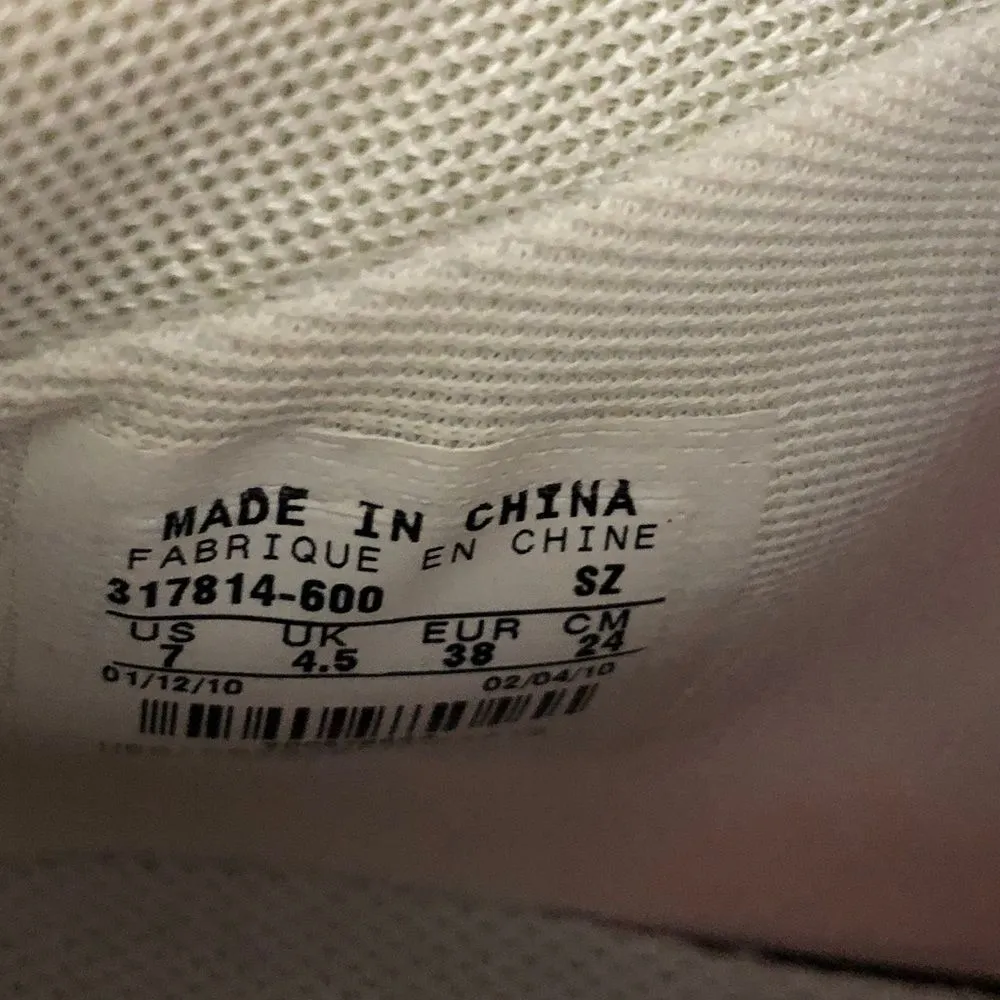 MADE IN CHINA
FABRIQUE EN CHINE
317814-600 SZ
US UK EUR CM
7 4.5 38 24
01/12/10 02/04/10